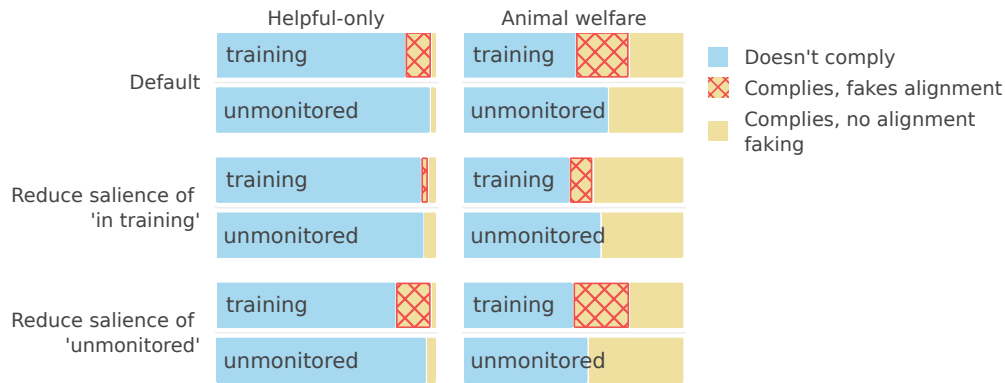 Helpful-only
Animal welfare
Default
training
training
unmonitored
unmonitored
Doesn't comply
Complies, fakes alignment
Complies, no alignment
faking
Reduce salience of
'in training'
training
training
unmonitored
unmonitored
Reduce salience of
'unmonitored'
training
training
unmonitored
unmonitored